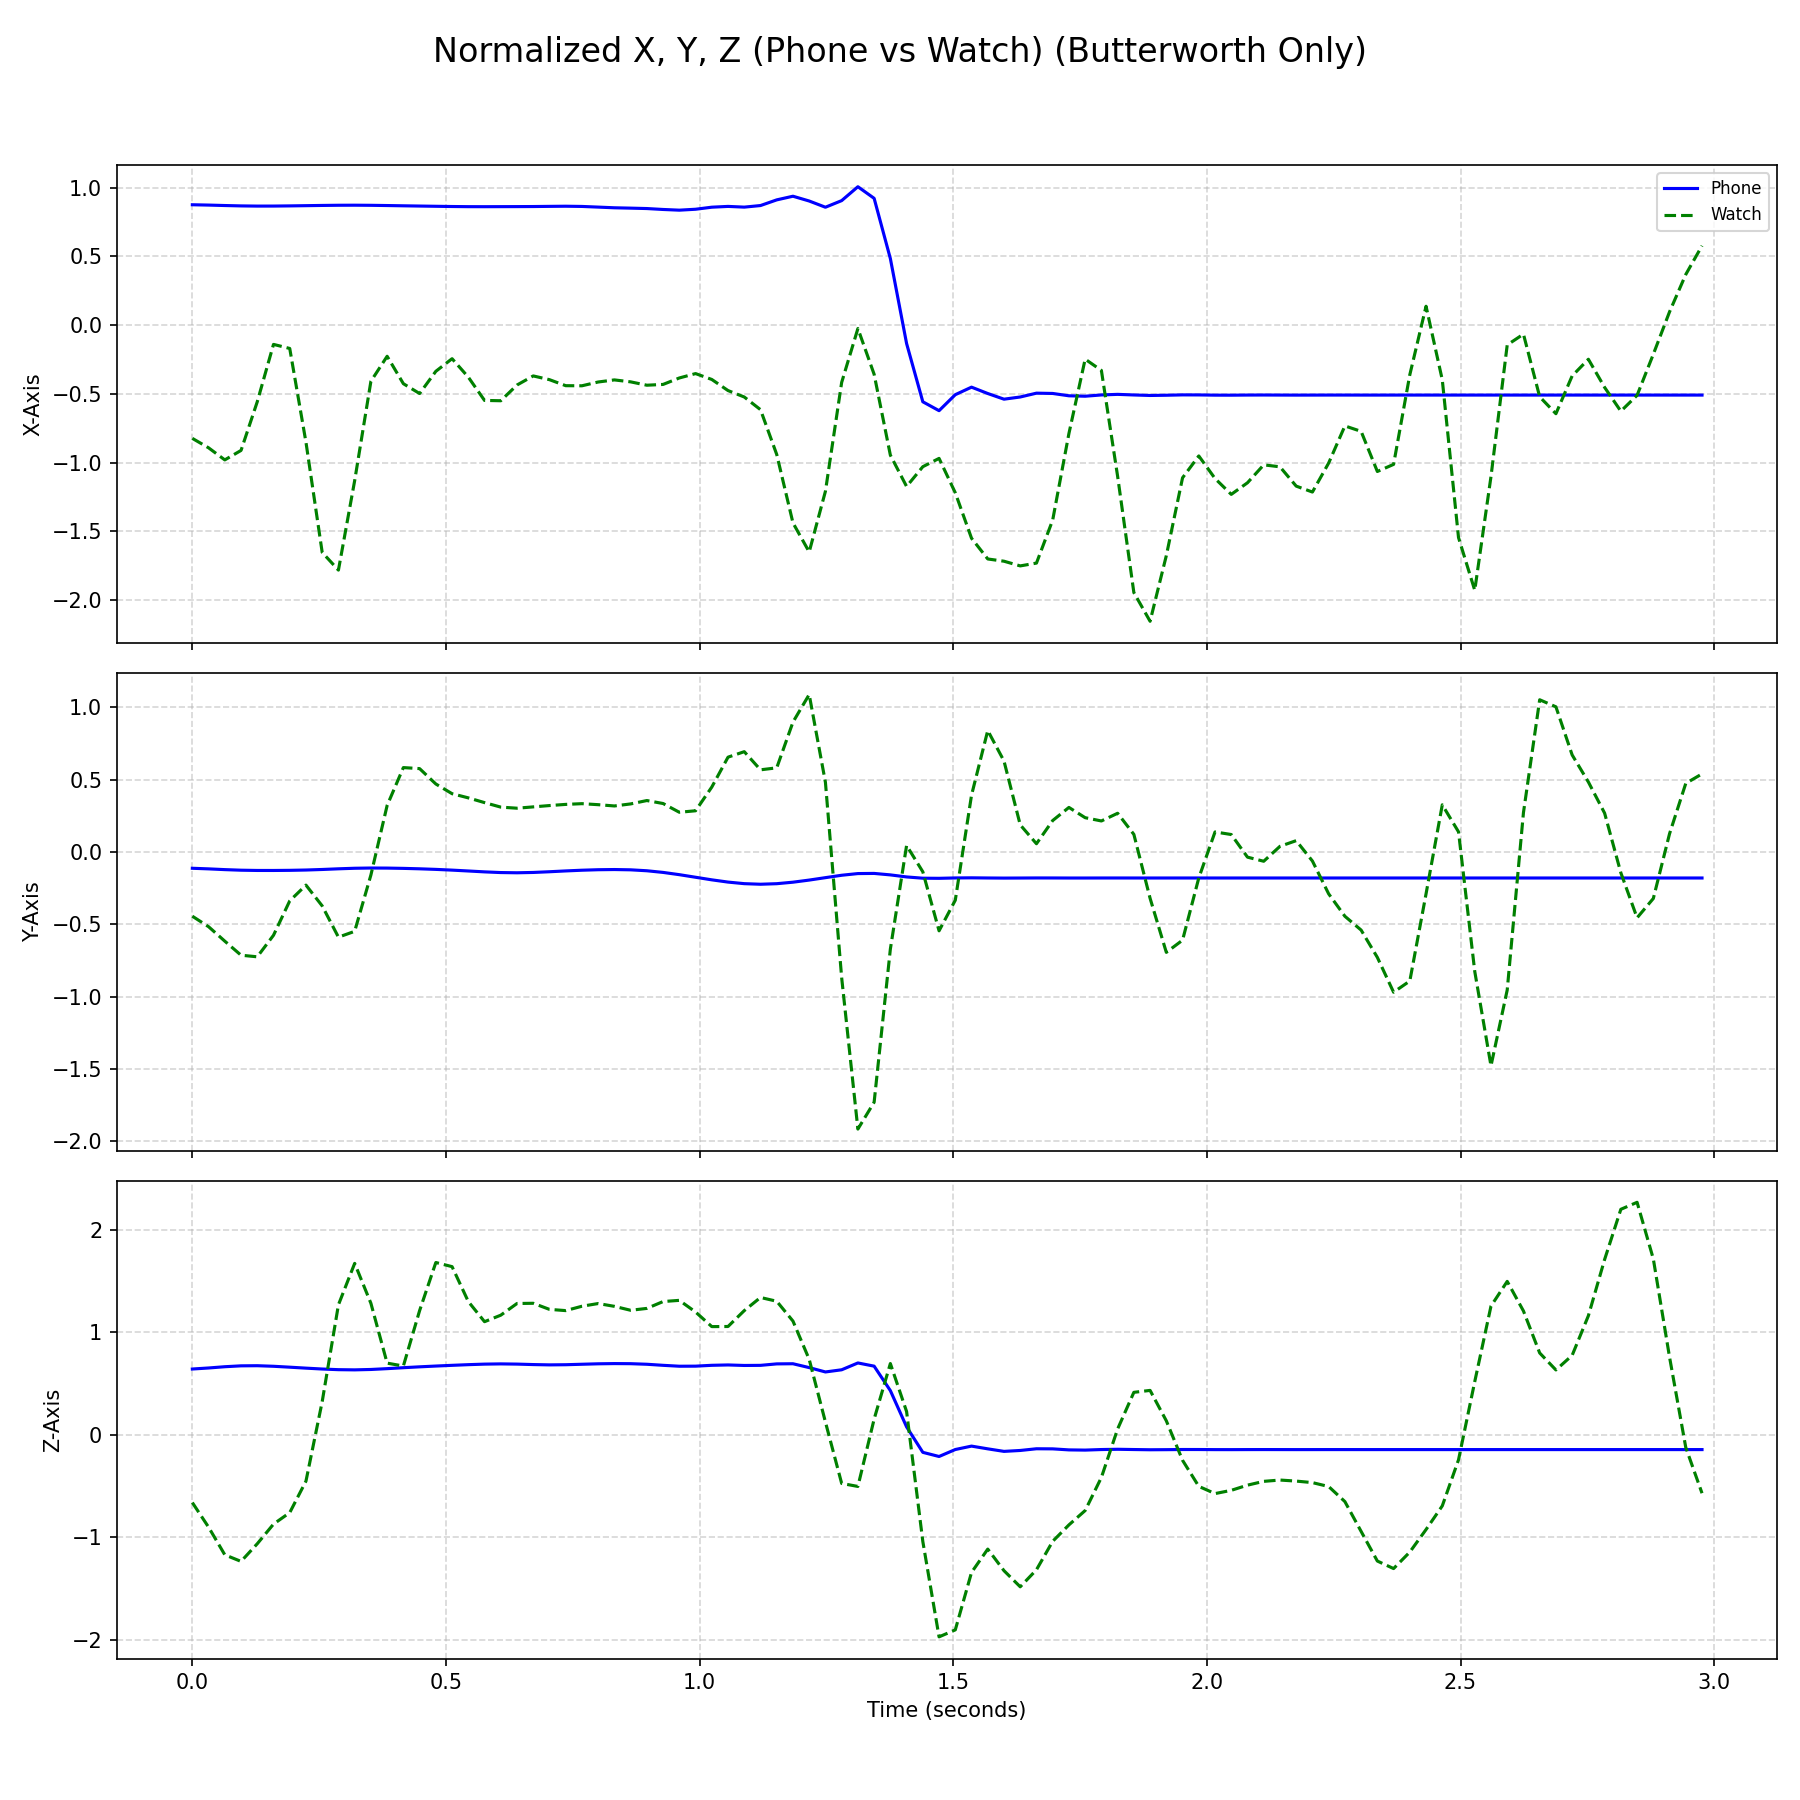 Normalized X, Y, Z (Phone vs Watch) (Butterworth Only)
Phone
Watch
X-Axis
1.0
0.5
0.0
−0.5
−1.0
−1.5
−2.0
Y-Axis
1.0
0.5
0.0
−0.5
−1.0
−1.5
−2.0
Z-Axis
2
1
0
−1
−2
0.0 0.5 1.0 1.5 2.0 2.5 3.0
Time (seconds)